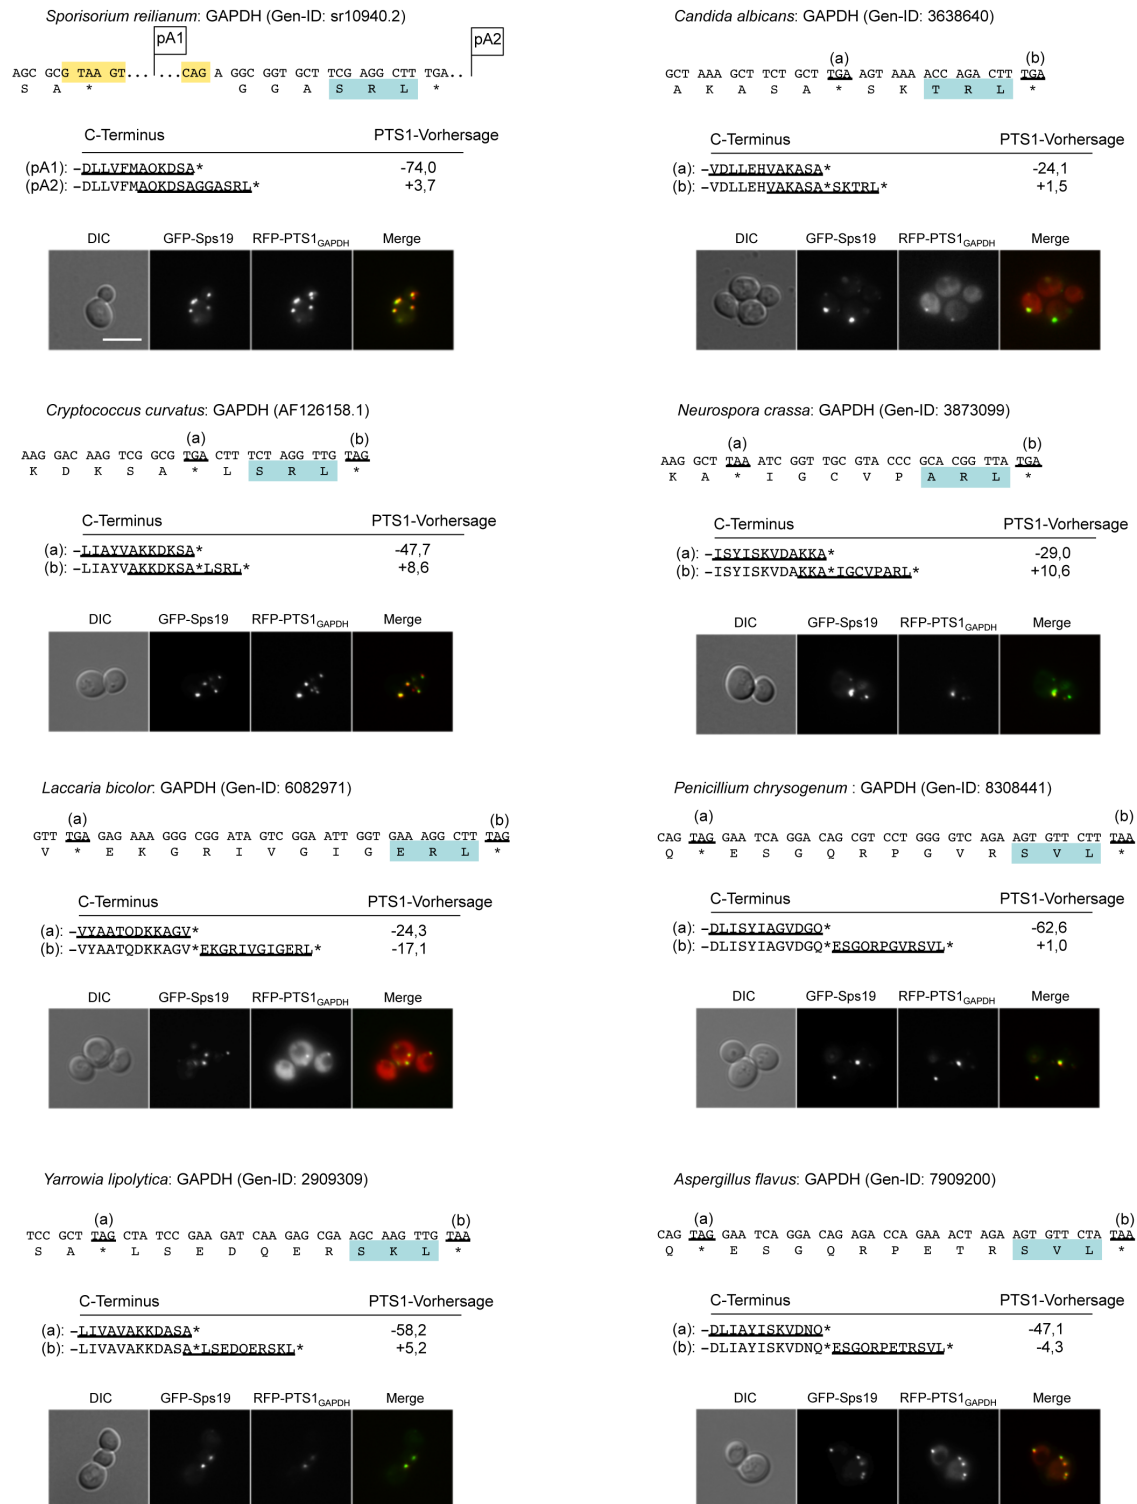 Sporisorium reilianum: GAPDH (Gen-ID: sr10940.2)
pA1
pA2
AGC GCG TAAG GT... ...CAG A GGC GGT GCT TCG AGG CTT TGA..
S A * G G A S R L *
C-Terminus PTS1-Vorhersage
(pA1): –DLLVFMAQKDSA* -74,0
(pA2): –DLLVFMAQKDSAGGASRL* +3,7
DIC GFP-Sps19 RFP-PTS1GAPDH Merge
Cryptococcus curvatus: GAPDH (AF126158.1)
(a) (b)
AAG GAC AAG TCG GCG TGA CTT TCT AGG TTG TAG
K D K S A * L S R L *
C-Terminus PTS1-Vorhersage
(a): –LIAYVAKKDKSA* -47,7
(b): –LIAYVAKKDKSA*LSRL* +8,6
DIC GFP-Sps19 RFP-PTS1GAPDH Merge
Laccaria bicolor: GAPDH (Gen-ID: 6082971)
(a) (b)
GTT TGA GAG AAA GGG CGG ATA GTC GGA ATT GGT GAA AGG CTT TAG
V * E K G R I V G I G E R L *
C-Terminus PTS1-Vorhersage
(a): –VYAATQDKKAGV* -24,3
(b): –VYAATQDKKAGV*EKGRIVGIGERL* -17,1
DIC GFP-Sps19 RFP-PTS1GAPDH Merge
Yarrowia lipolytica: GAPDH (Gen-ID: 2909309)
(a) (b)
TCC GCT TAG CTA TCC GAA GAT CAA GAG CGA AGC AAG TTG TAA
S A * L S E D Q E R S K L *
C-Terminus PTS1-Vorhersage
(a): –LIVAVAKKDASA* -58,2
(b): –LIVAVAKKDASA*LSEDQERSKL* +5,2
DIC GFP-Sps19 RFP-PTS1GAPDH Merge
Candida albicans: GAPDH (Gen-ID: 3638640)
(a) (b)
GCT AAA GCT TCT GCT TGA AGT AAA ACC AGA CTT TGA
A K A S A * S K T R L *
C-Terminus PTS1-Vorhersage
(a): –VDLLEHVAKASA* -24,1
(b): –VDLLEHVAKASA*SKTRL* +1,5
DIC GFP-Sps19 RFP-PTS1GAPDH Merge
Neurospora crassa: GAPDH (Gen-ID: 3873099)
(a) (b)
AAG GCT TAA ATC GGT TGC GTA CCC GCA CGG TTA TGA
K A * I G C V P A R L *
C-Terminus PTS1-Vorhersage
(a): –ISYISKVDAKKA* -29,0
(b): –ISYISKVDAKKA*IGCVPARL* +10,6
DIC GFP-Sps19 RFP-PTS1GAPDH Merge
Penicillium chrysogenum : GAPDH (Gen-ID: 8308441)
(a) (b)
CAG TAG GAA TCA GGA CAG CGT CCT GGG GTC AGA AGT GTT CTT TAA
Q * E S G Q R P G V R S V L *
C-Terminus PTS1-Vorhersage
(a): –DLISYIAGVDGQ* -62,6
(b): –DLISYIAGVDGQ*ESGQRPGVRSVL* +1,0
DIC GFP-Sps19 RFP-PTS1GAPDH Merge
Aspergillus flavus: GAPDH (Gen-ID: 7909200)
(a) (b)
CAG TAG GAA TCA GGA CAG AGA CCA GAA ACT AGA AGT GTT CTA TAA
Q * E S G Q R P E T R S V L *
C-Terminus PTS1-Vorhersage
(a): –DLIAYISKVDNQ* -47,1
(b): –DLIAYISKVDNQ*ESGQRPETRSVL* -4,3
DIC GFP-Sps19 RFP-PTS1GAPDH Merge